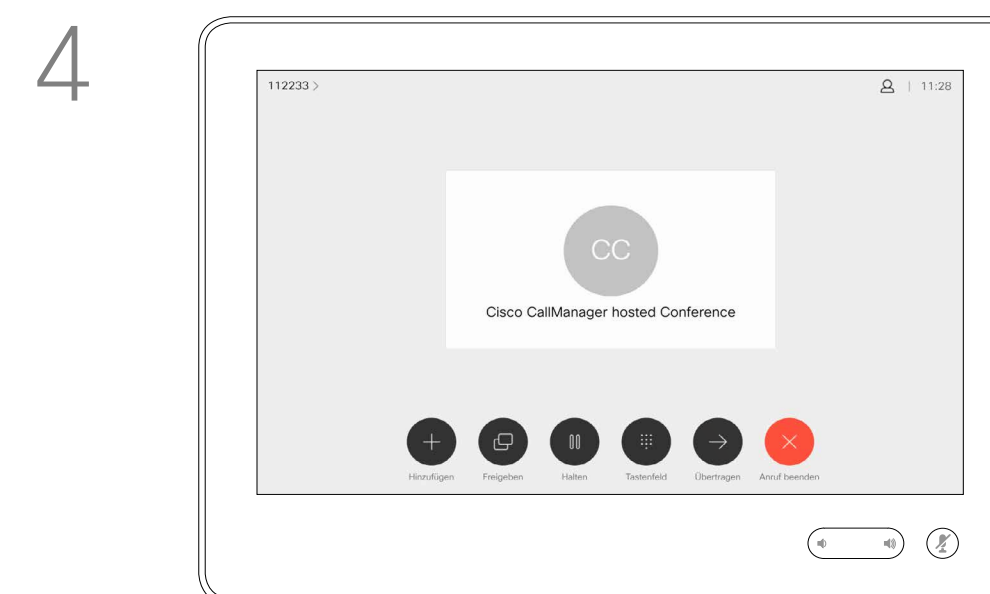 4
112233 >
| 11:28
CC
Cisco CallManager hosted Conference
Hinzufügen Freigeben Halten Tastenfeld Übertragen Anruf beenden